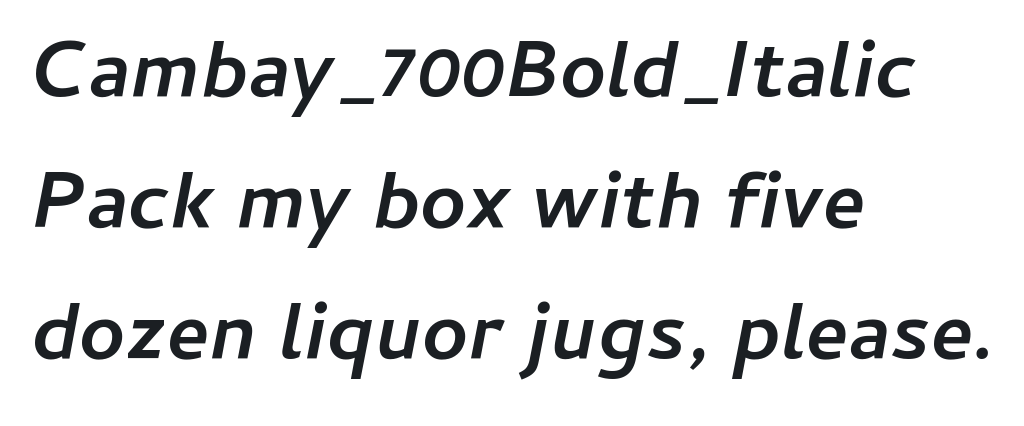 Cambay_700Bold_Italic
Pack my box with five
dozen liquor jugs, please.